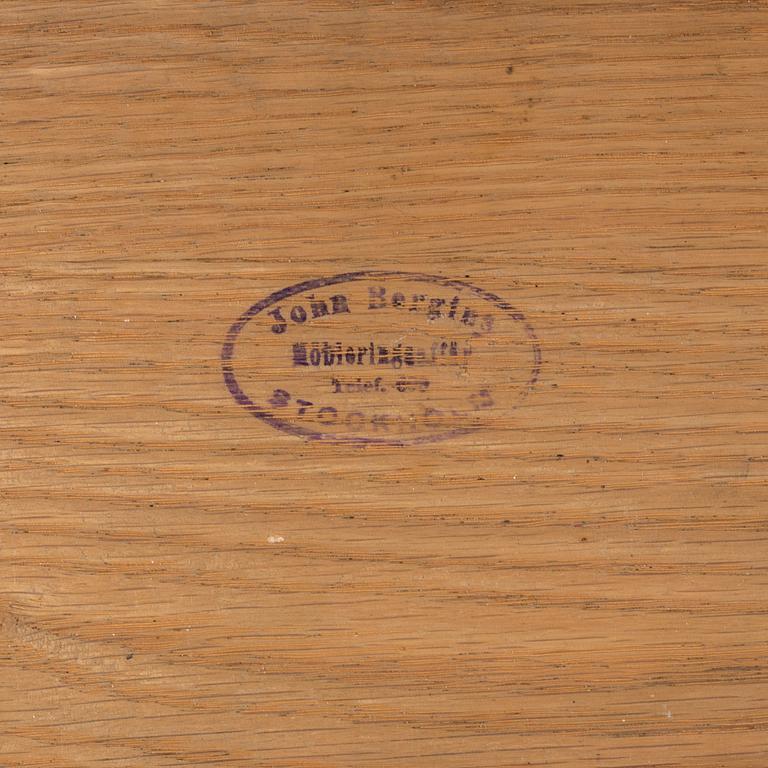 John Bergius
Möbleringsaffär
Telef.
STOCKHOLM